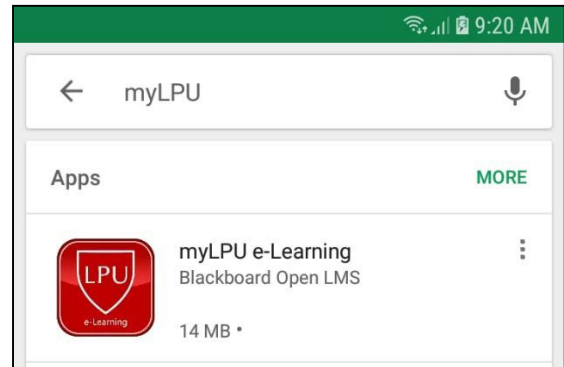 9:20 AM
myLPU
Apps MORE
LPU
e-Learning
myLPU e-Learning
Blackboard Open LMS
14 MB •